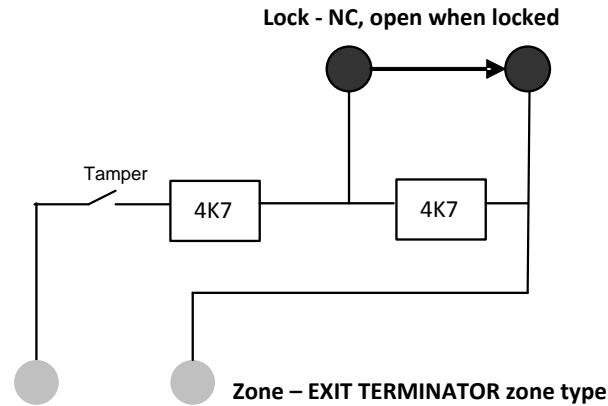 Lock - NC, open when locked
Tamper
4K7
4K7
Zone – EXIT TERMINATOR zone type